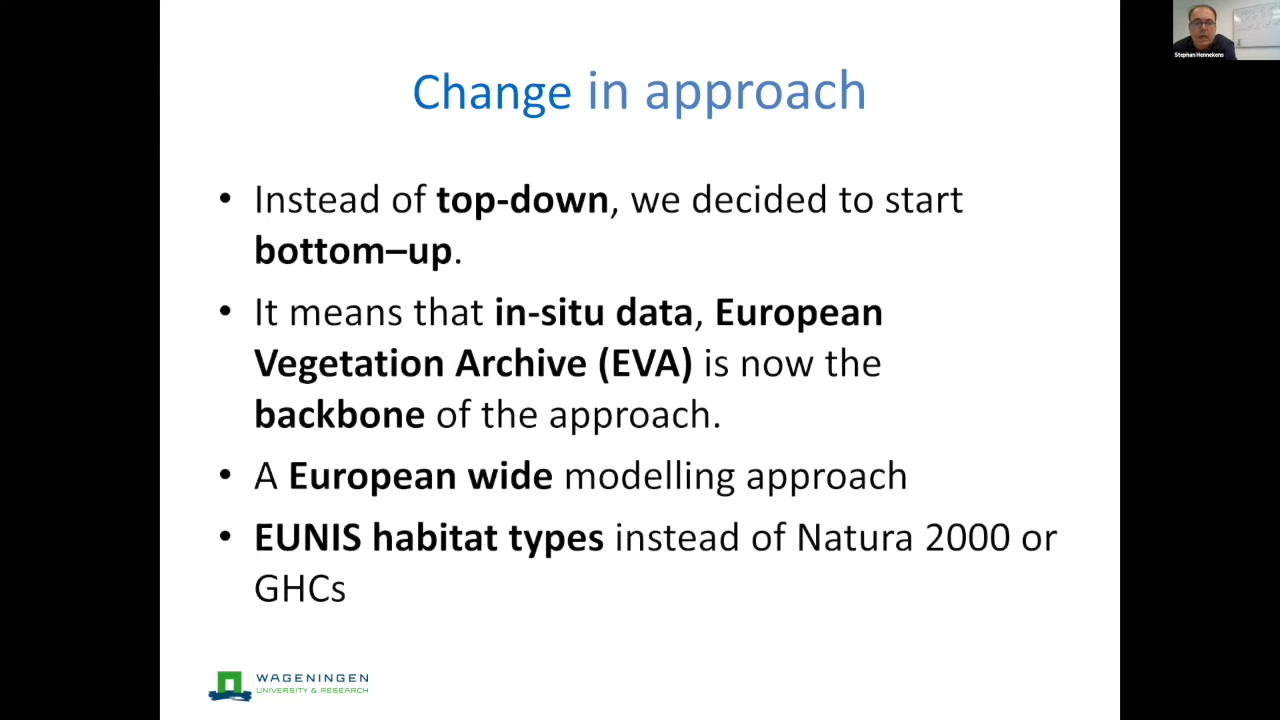 Stephan Hennekens
Change in approach
• Instead of top-down, we decided to start
bottom–up.
• It means that in-situ data, European
Vegetation Archive (EVA) is now the
backbone of the approach.
• A European wide modelling approach
• EUNIS habitat types instead of Natura 2000 or
GHCs
WAGENINGEN
UNIVERSITY & RESEARCH